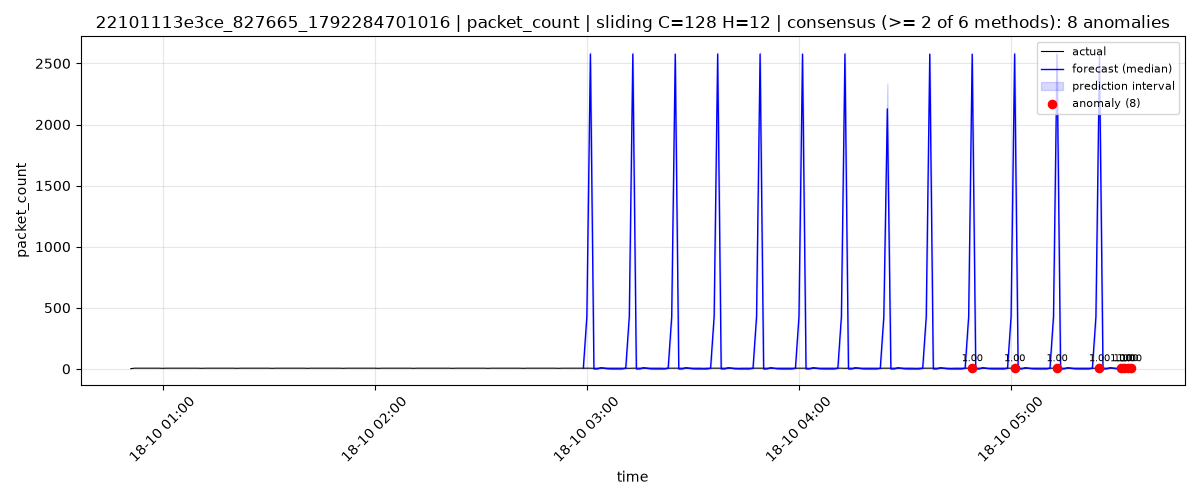 22101113e3ce_827665_1792284701016 | packet_count | sliding C=128 H=12 | consensus (>= 2 of 6 methods): 8 anomalies
actual
forecast (median)
prediction interval
anomaly (8)
packet_count
2500
2000
1500
1000
500
0
1.00 1.00 1.00 1.00
18-10 01:00 18-10 02:00 18-10 03:00 18-10 04:00 18-10 05:00
time